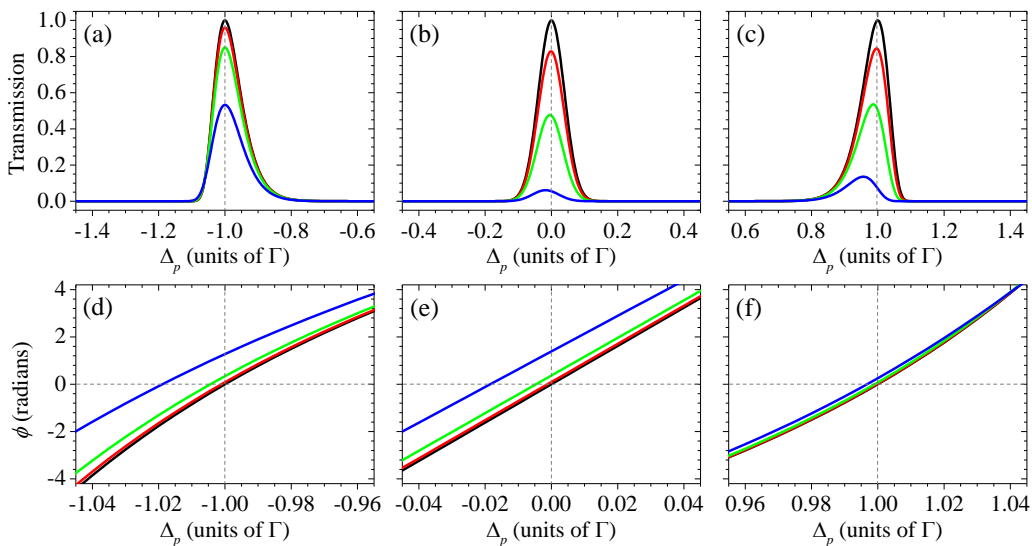 (a) (b) (c)
Transmission
1.0
0.8
0.6
0.4
0.2
0.0
-1.4 -1.2 -1.0 -0.8 -0.6
-0.4 -0.2 0.0 0.2 0.4
0.6 0.8 1.0 1.2 1.4
Δp (units of Γ) Δp (units of Γ) Δp (units of Γ)
(d) (e) (f)
ϕ (radians)
4
2
0
-2
-4
-1.04 -1.02 -1.00 -0.98 -0.96
-0.04 -0.02 0.00 0.02 0.04
0.96 0.98 1.00 1.02 1.04
Δp (units of Γ) Δp (units of Γ) Δp (units of Γ)